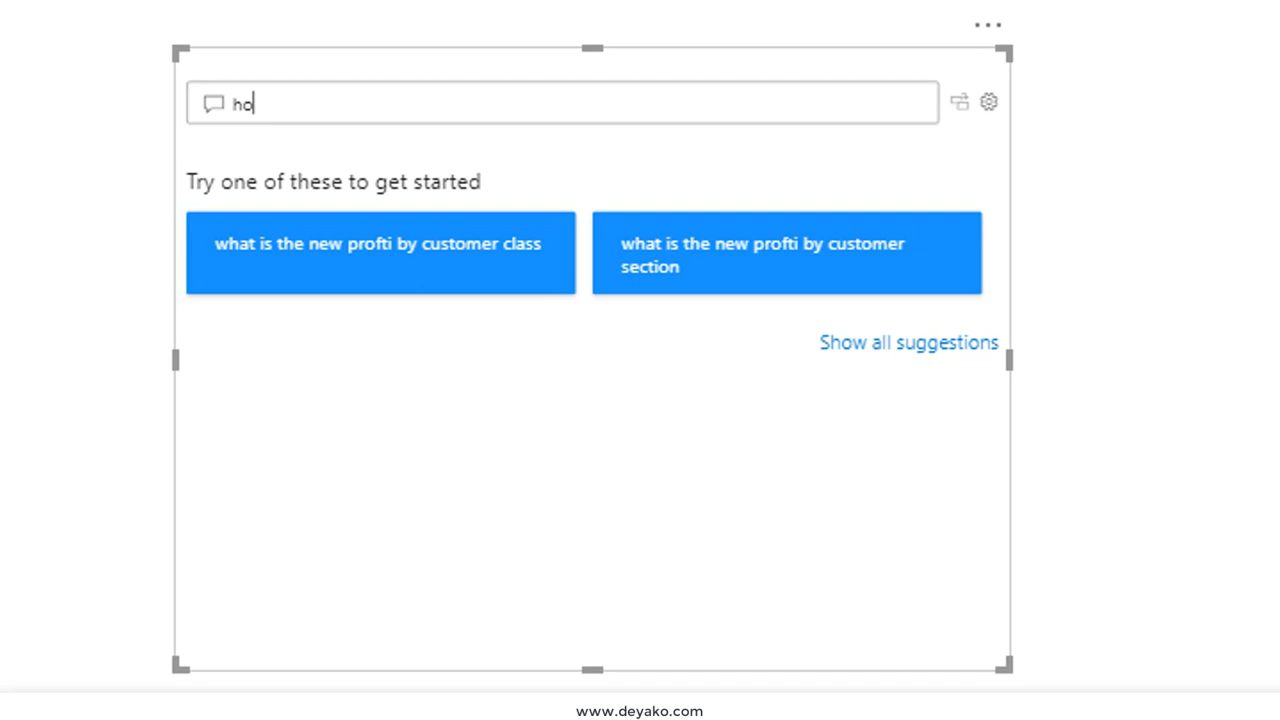 ho
Try one of these to get started
what is the new profti by customer class
what is the new profti by customer
section
Show all suggestions
www.deyako.com